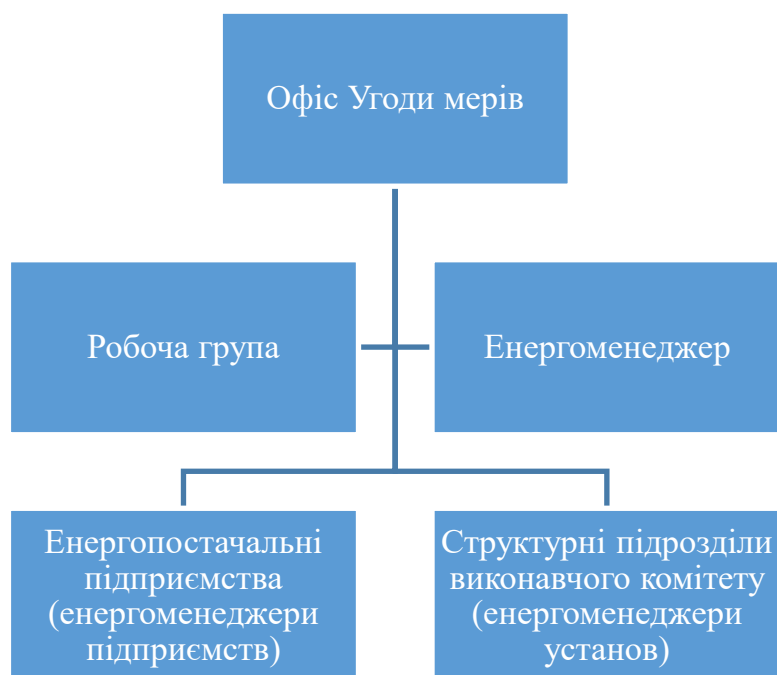 Офіс Угоди мерів
Робоча група
Енергоменеджер
Енергопостачальні
підприємства
(енергоменеджери
підприємств)
Структурні підрозділи
виконавчого комітету
(енергоменеджери
установ)